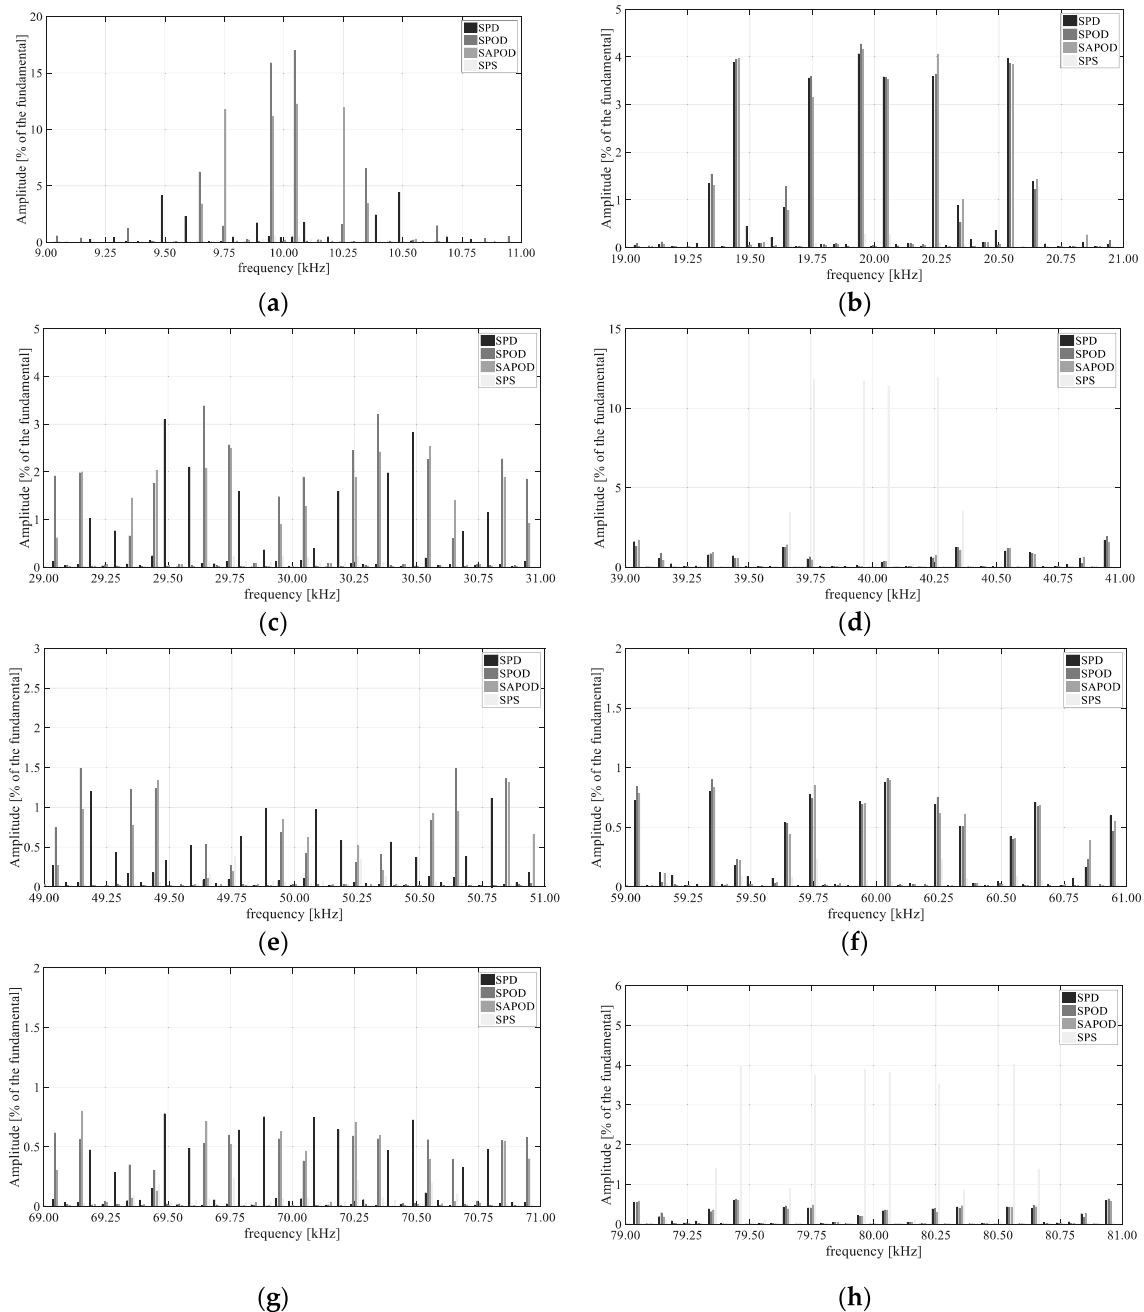 Amplitude [% of the fundamental]
20
15
10
5
0
SPD
SPOD
SAPOD
SPS
9.00 9.25 9.50 9.75 10.00 10.25 10.50 10.75 11.00
frequency [kHz]
(a)
Amplitude [% of the fundamental]
5
4
3
2
1
0
SPD
SPOD
SAPOD
SPS
19.00 19.25 19.50 19.75 20.00 20.25 20.50 20.75 21.00
frequency [kHz]
(b)
Amplitude [% of the fundamental]
5
4
3
2
1
0
SPD
SPOD
SAPOD
SPS
29.00 29.25 29.50 29.75 30.00 30.25 30.50 30.75 31.00
frequency [kHz]
(c)
Amplitude [% of the fundamental]
15
10
5
0
SPD
SPOD
SAPOD
SPS
39.00 39.25 39.50 39.75 40.00 40.25 40.50 40.75 41.00
frequency [kHz]
(d)
Amplitude [% of the fundamental]
3
2.5
2
1.5
1
0.5
0
SPD
SPOD
SAPOD
SPS
49.00 49.25 49.50 49.75 50.00 50.25 50.50 50.75 51.00
frequency [kHz]
(e)
Amplitude [% of the fundamental]
2
1.5
1
0.5
0
SPD
SPOD
SAPOD
SPS
59.00 59.25 59.50 59.75 60.00 60.25 60.50 60.75 61.00
frequency [kHz]
(f)
Amplitude [% of the fundamental]
2
1.5
1
0.5
0
SPD
SPOD
SAPOD
SPS
69.00 69.25 69.50 69.75 70.00 70.25 70.50 70.75 71.00
frequency [kHz]
(g)
Amplitude [% of the fundamental]
6
5
4
3
2
1
0
SPD
SPOD
SAPOD
SPS
79.00 79.25 79.50 79.75 80.00 80.25 80.50 80.75 81.00
frequency [kHz]
(h)